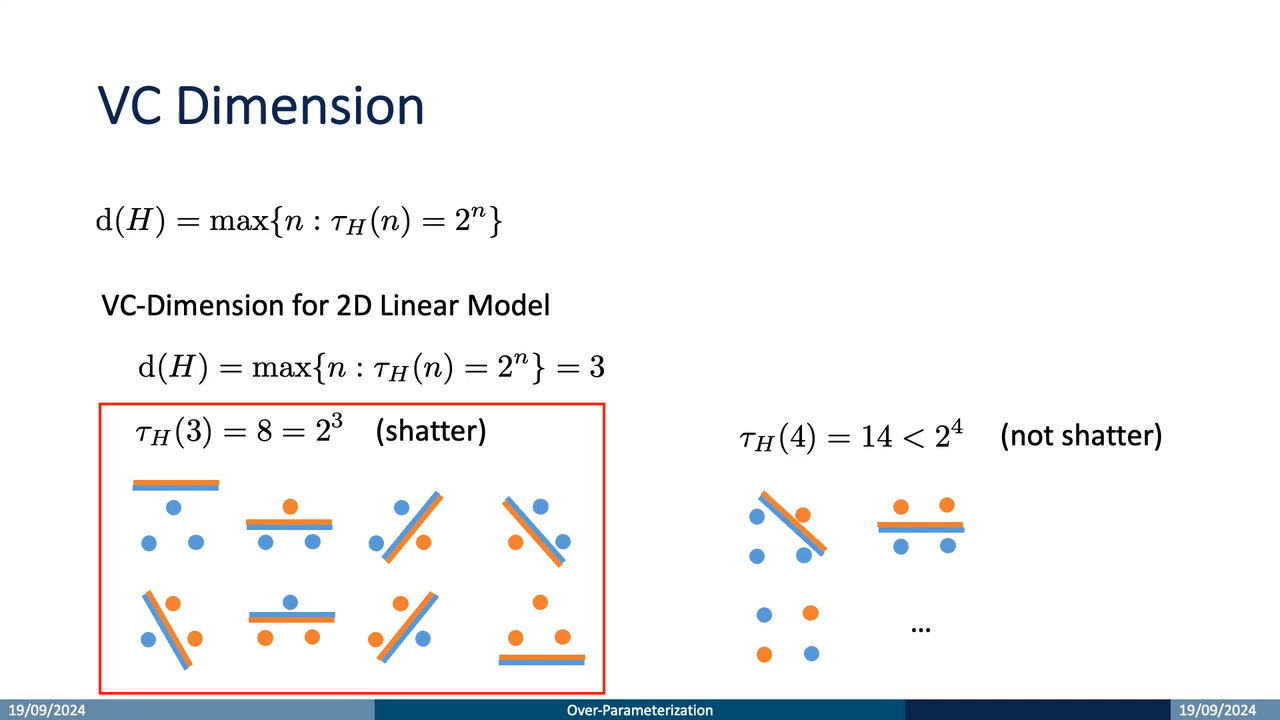 VC Dimension
d(H) = max{n : τ_H(n) = 2^n}
VC-Dimension for 2D Linear Model
d(H) = max{n : τ_H(n) = 2^n} = 3
τ_H(3) = 8 = 2^3 (shatter)
τ_H(4) = 14 < 2^4 (not shatter)
...
19/09/2024
Over-Parameterization
19/09/2024